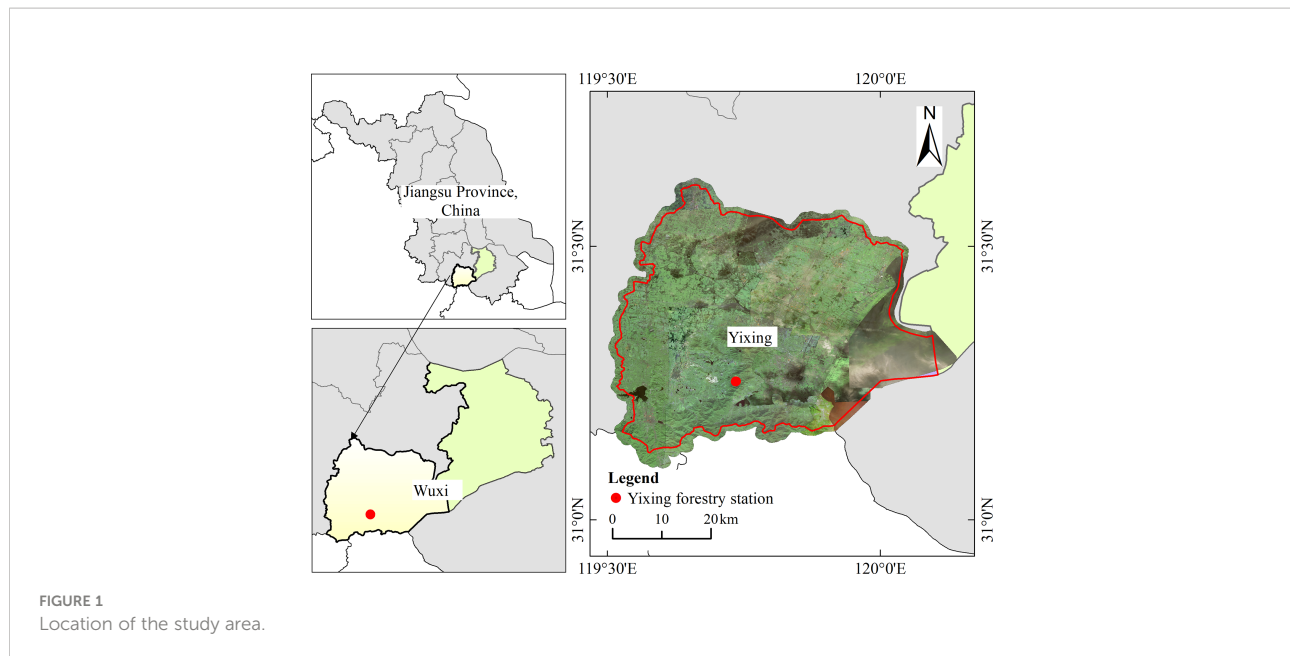 Jiangsu Province,
China
Wuxi
119°30'E
120°0'E
N
31°30'N
31°30'N
Yixing
Legend
Yixing forestry station
0 10 20km
31°0'N
31°0'N
119°30'E
120°0'E
FIGURE 1
Location of the study area.